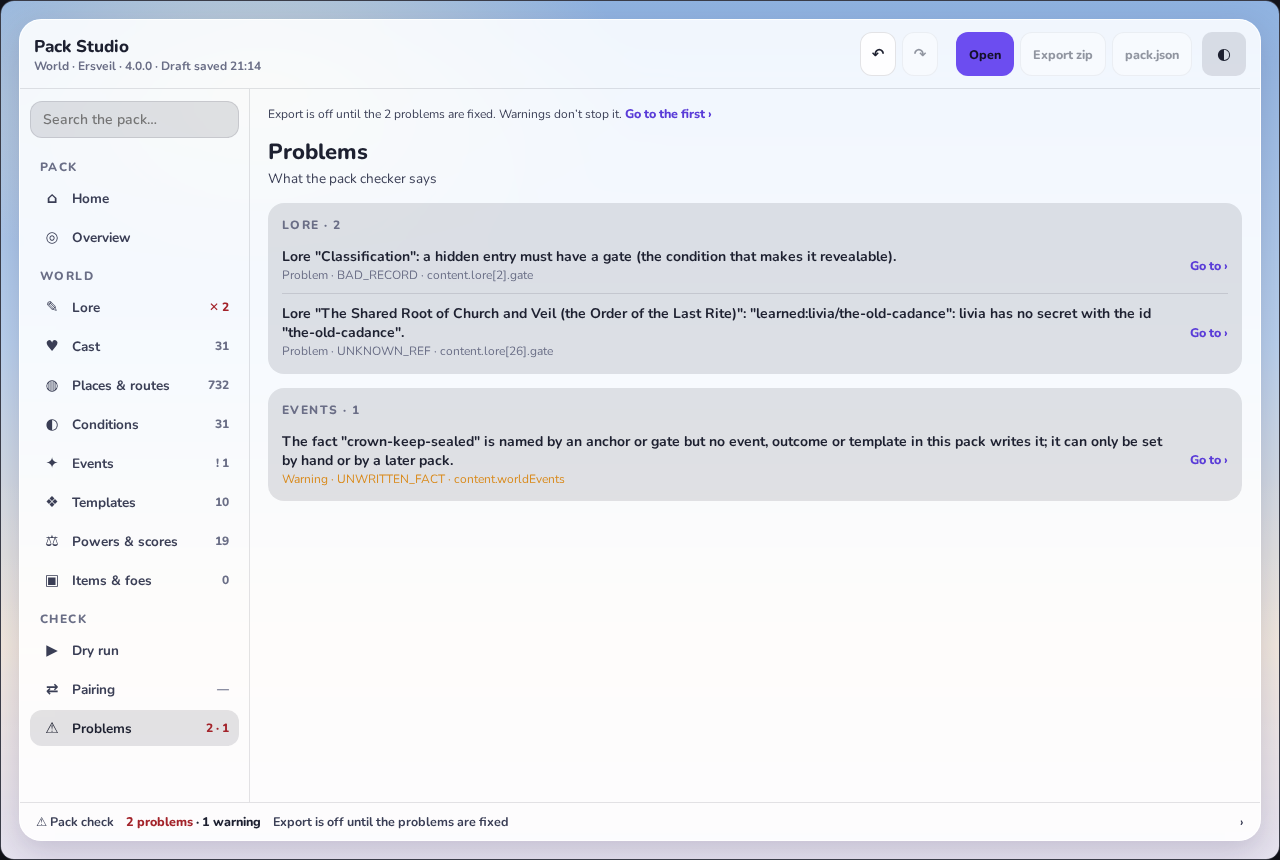 Pack Studio
World · Ersveil · 4.0.0 · Draft saved 21:14
Open
Export zip
pack.json
Search the pack…
PACK
Home
Overview
WORLD
Lore ✕ 2
Cast 31
Places & routes 732
Conditions 31
Events ! 1
Templates 10
Powers & scores 19
Items & foes 0
CHECK
Dry run
Pairing —
Problems 2 · 1
Export is off until the 2 problems are fixed. Warnings don’t stop it. Go to the first ›
Problems
What the pack checker says
LORE · 2
Lore "Classification": a hidden entry must have a gate (the condition that makes it revealable).
Problem · BAD_RECORD · content.lore[2].gate
Go to ›
Lore "The Shared Root of Church and Veil (the Order of the Last Rite)": "learned:livia/the-old-cadance": livia has no secret with the id
"the-old-cadance".
Problem · UNKNOWN_REF · content.lore[26].gate
Go to ›
EVENTS · 1
The fact "crown-keep-sealed" is named by an anchor or gate but no event, outcome or template in this pack writes it; it can only be set
by hand or by a later pack.
Warning · UNWRITTEN_FACT · content.worldEvents
Go to ›
⚠ Pack check 2 problems · 1 warning Export is off until the problems are fixed ›